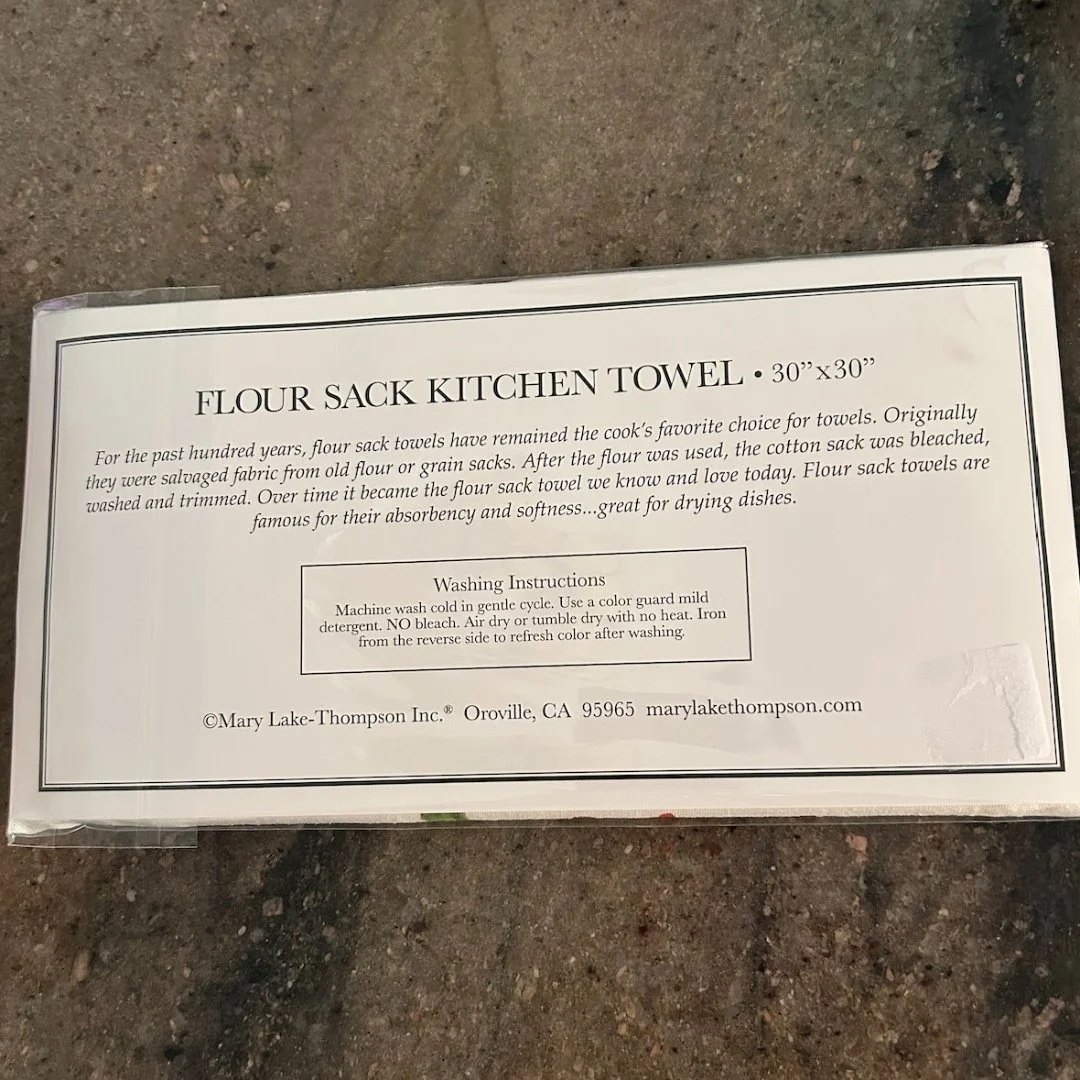 FLOUR SACK KITCHEN TOWEL • 30”x30”
For the past hundred years, flour sack towels have remained the cook’s favorite choice for towels. Originally
they were salvaged fabric from old flour or grain sacks. After the flour was used, the cotton sack was bleached,
washed and trimmed. Over time it became the flour sack towel we know and love today. Flour sack towels are
famous for their absorbency and softness...great for drying dishes.
Washing Instructions
Machine wash cold in gentle cycle. Use a color guard mild
detergent. NO bleach. Air dry or tumble dry with no heat. Iron
from the reverse side to refresh color after washing.
©Mary Lake-Thompson Inc.® Oroville, CA 95965 marylakethompson.com